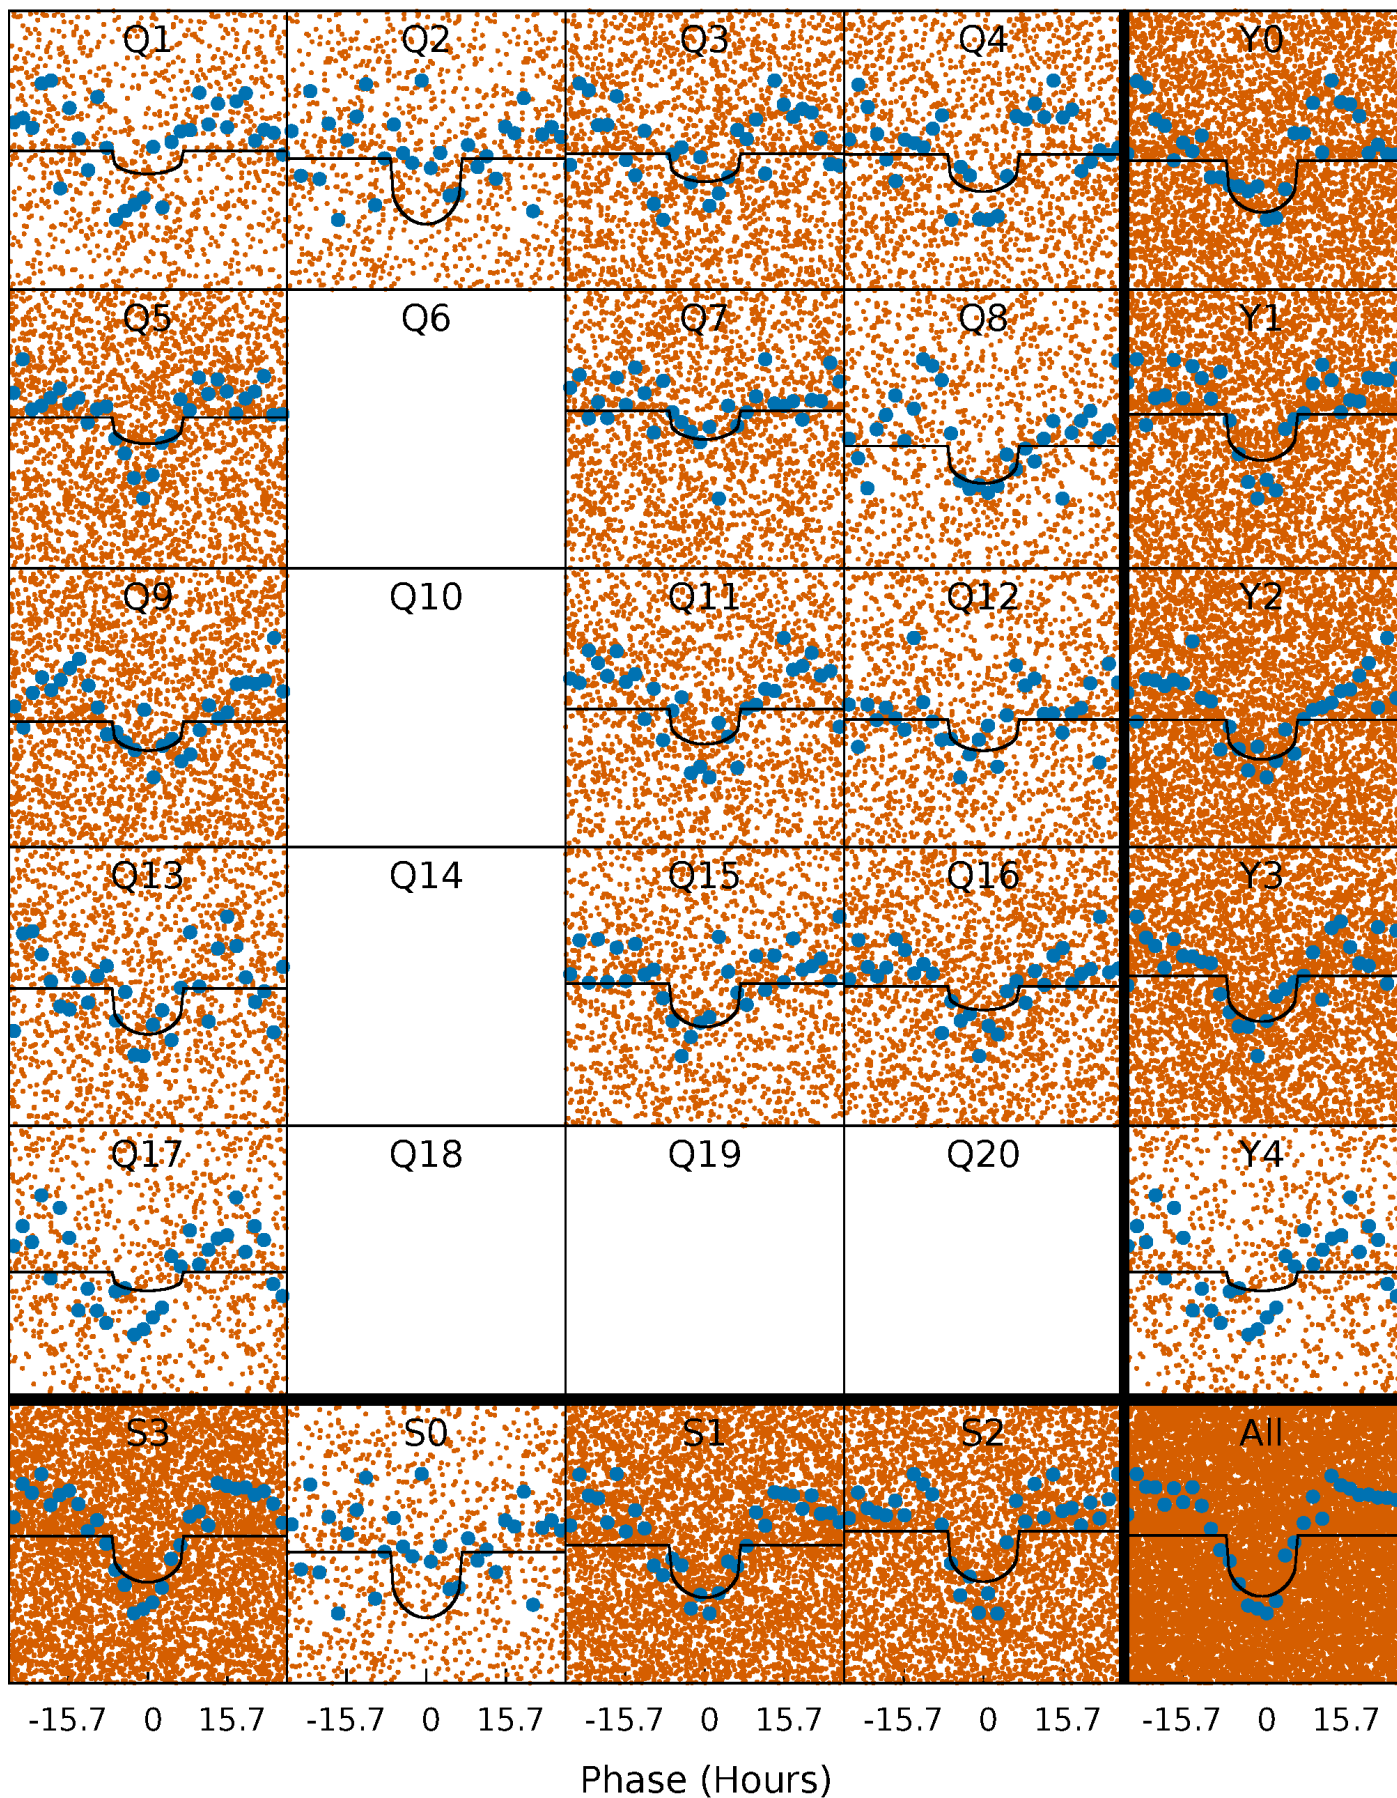 Q1 Q2 Q3 Q4 Y0
Q5 Q6 Q7 Q8 Y1
Q9 Q10 Q11 Q12 Y2
Q13 Q14 Q15 Q16 Y3
Q17 Q18 Q19 Q20 Y4
S3 S0 S1 S2 All
-15.7 0 15.7 -15.7 0 15.7 -15.7 0 15.7 -15.7 0 15.7 -15.7 0 15.7
Phase (Hours)